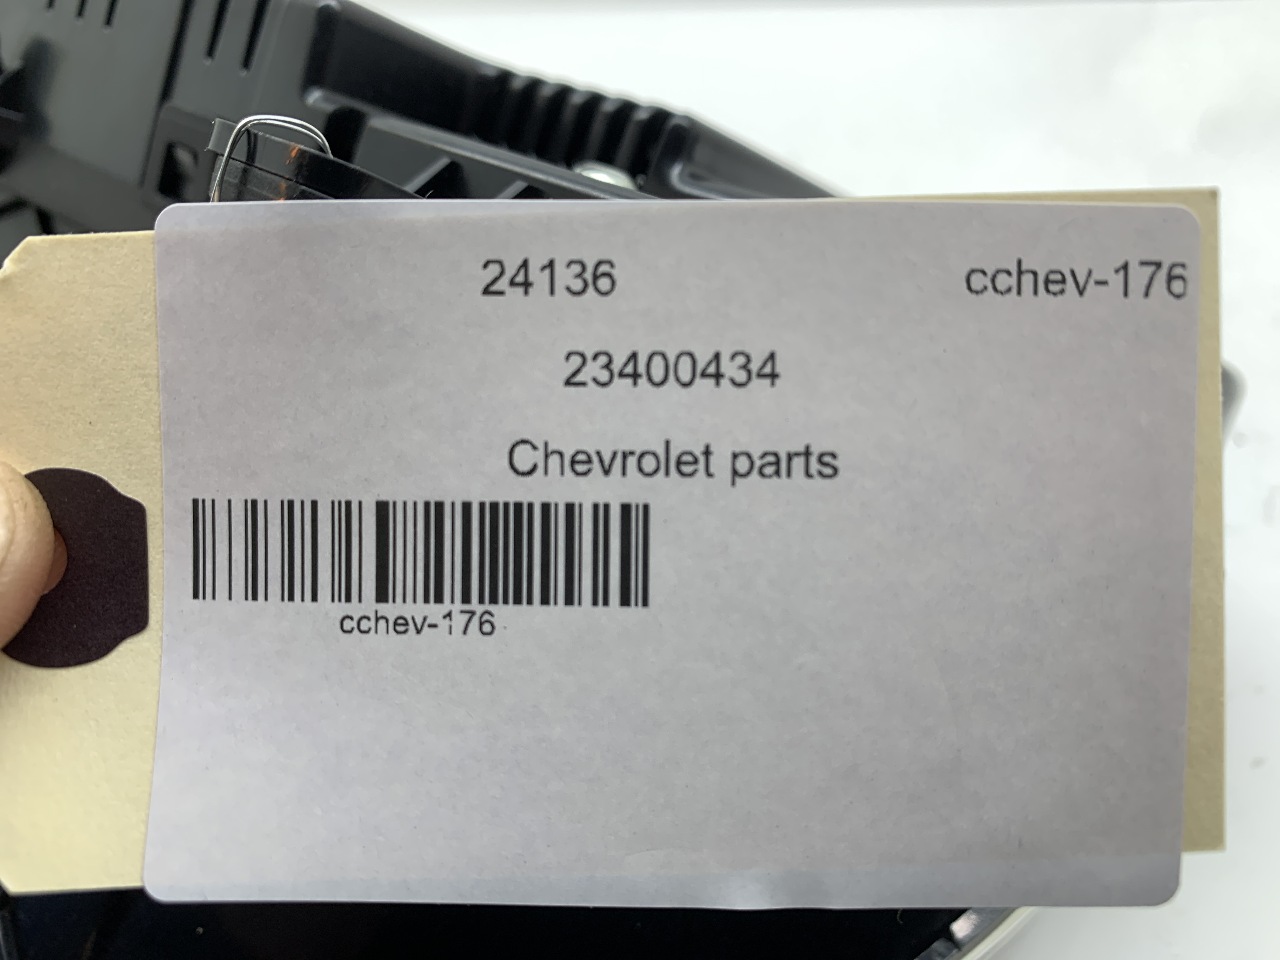 24136 cchev-176
23400434
Chevrolet parts
cchev-176